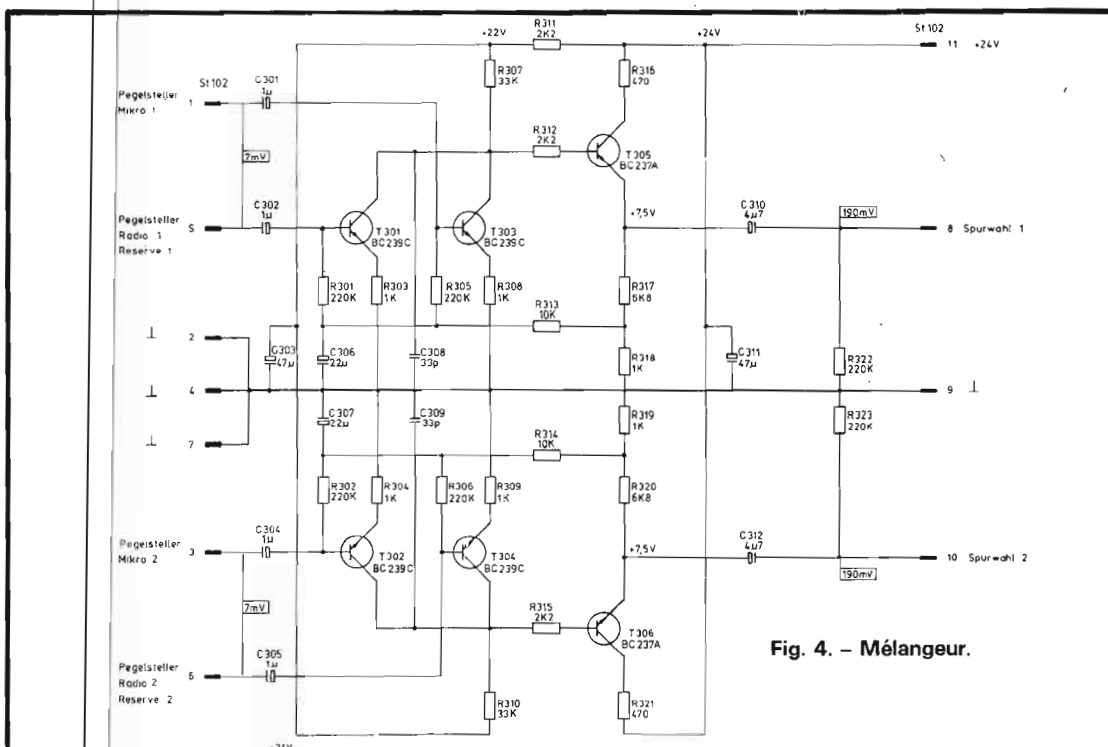 R311
2K2
+22V
+24V
St.102
11 +24V
R307
33K
R316
470
C301
1µ
St102
Pegelsteller
Mikro 1
1
R312
2K2
T305
BC237A
7mV
C302
1µ
Pegelsteller
Radio 1
Reserve 1
5
T301
BC239C
T303
BC239C
+7,5V
C310
4µ7
190mV
8 Spurwahl 1
R301
220K
R303
1K
R305
220K
R308
1K
R313
10K
R317
6K8
⊥ 2
C303
47µ
C306
22µ
C308
33p
R318
1K
C311
47µ
R322
220K
⊥ 4
9 ⊥
C307
22µ
C309
33p
R319
1K
R323
220K
R314
10K
⊥ 7
R302
220K
R304
1K
R306
220K
R309
1K
R320
6K8
C304
1µ
Pegelsteller
Mikro 2
3
T302
BC239C
T304
BC239C
+7,5V
C312
4µ7
10 Spurwahl 2
190mV
7mV
R315
2K2
T306
BC237A
C305
1µ
Pegelsteller
Radio 2
Reserve 2
6
R310
33K
R321
470
+24V
Fig. 4. – Mélangeur.